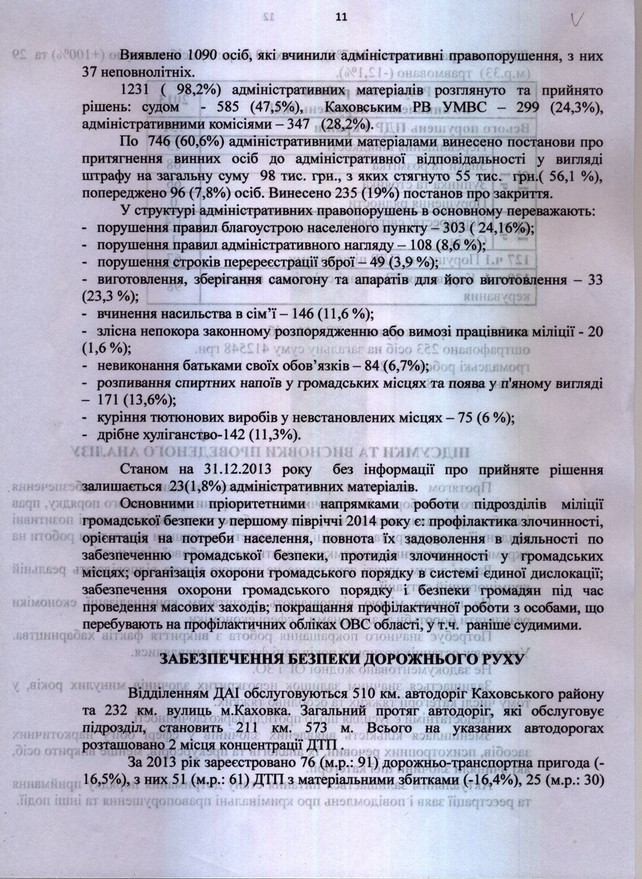 11
Виявлено 1090 осіб, які вчинили адміністративні правопорушення, з них
37 неповнолітніх.
1231 ( 98,2%) адміністративних матеріалів розглянуто та прийнято
рішень: судом - 585 (47,5%), Каховським РВ УМВС – 299 (24,3%),
адміністративними комісіями – 347 (28,2%).
По 746 (60,6%) адміністративними матеріалами винесено постанови про
притягнення винних осіб до адміністративної відповідальності у вигляді
штрафу на загальну суму 98 тис. грн., з яких стягнуто 55 тис. грн.( 56,1 %),
попереджено 96 (7,8%) осіб. Винесено 235 (19%) постанов про закриття.
У структурі адміністративних правопорушень в основному переважають:
- порушення правил благоустрою населеного пункту – 303 ( 24,16%);
- порушення правил адміністративного нагляду – 108 (8,6 %);
- порушення строків перереєстрації зброї – 49 (3,9 %);
- виготовлення, зберігання самогону та апаратів для його виготовлення – 33
(23,3 %);
- вчинення насильства в сім'ї – 146 (11,6 %);
- злісна непокора законному розпорядженню або вимозі працівника міліції - 20
(1,6 %);
- невиконання батьками своїх обов'язків – 84 (6,7%);
- розпивання спиртних напоїв у громадських місцях та поява у п'яному вигляді
– 171 (13,6%);
- куріння тютюнових виробів у невстановлених місцях – 75 (6 %);
- дрібне хуліганство-142 (11,3%).
Станом на 31.12.2013 року без інформації про прийняте рішення
залишається 23(1,8%) адміністративних матеріалів.
Основними пріоритетними напрямками роботи підрозділів міліції
громадської безпеки у першому півріччі 2014 року є: профілактика злочинності,
орієнтація на потреби населення, повнота їх задоволення в діяльності по
забезпеченню громадської безпеки, протидія злочинності у громадських
місцях; організація охорони громадського порядку в системі єдиної дислокації;
забезпечення охорони громадського порядку і безпеки громадян під час
проведення масових заходів; покращання профілактичної роботи з особами, що
перебувають на профілактичних обліках ОВС області, у т.ч. раніше судимими.
ЗАБЕЗПЕЧЕННЯ БЕЗПЕКИ ДОРОЖНЬОГО РУХУ
Відділенням ДАІ обслуговуються 510 км. автодоріг Каховського району
та 232 км. вулиць м.Каховка. Загальний протяг автодоріг, які обслуговує
підрозділ, становить 211 км. 573 м. Всього на указаних автодорогах
розташовано 2 місця концентрації ДТП .
За 2013 рік зареєстровано 76 (м.р.: 91) дорожньо-транспортна пригода (-
16,5%), з них 51 (м.р.: 61) ДТП з матеріальними збитками (-16,4%), 25 (м.р.: 30)